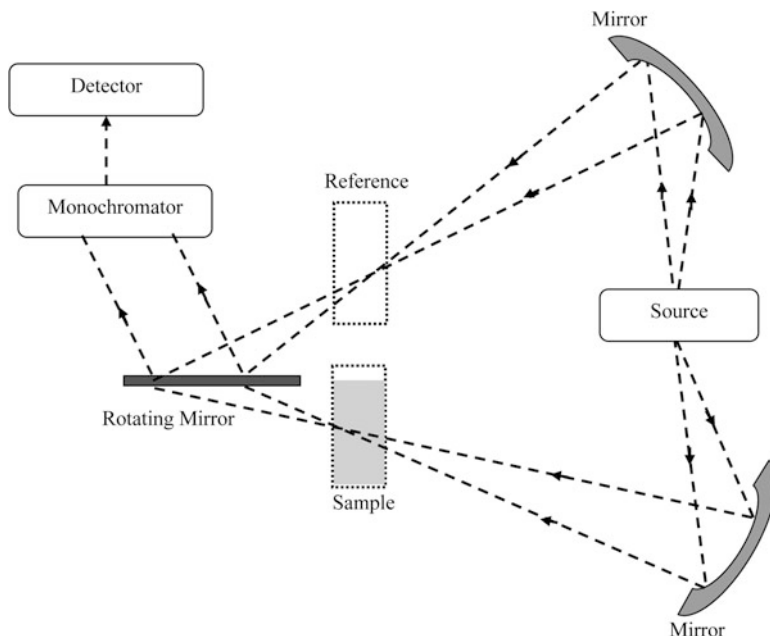 Mirror
Detector
Reference
Monochromator
Source
Rotating Mirror
Sample
Mirror